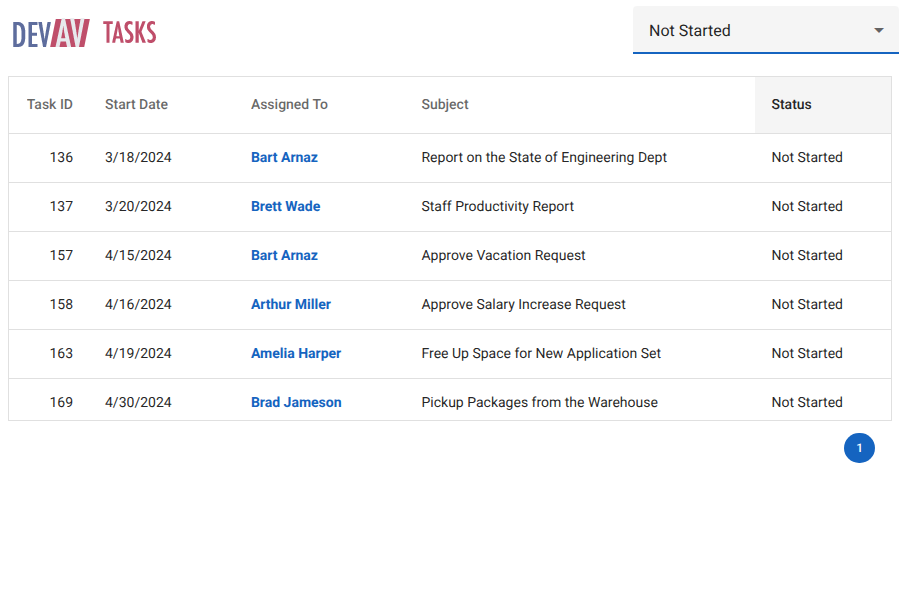 DEVAV TASKS
Not Started
Task ID Start Date Assigned To Subject Status
136 3/18/2024 Bart Arnaz Report on the State of Engineering Dept Not Started
137 3/20/2024 Brett Wade Staff Productivity Report Not Started
157 4/15/2024 Bart Arnaz Approve Vacation Request Not Started
158 4/16/2024 Arthur Miller Approve Salary Increase Request Not Started
163 4/19/2024 Amelia Harper Free Up Space for New Application Set Not Started
169 4/30/2024 Brad Jameson Pickup Packages from the Warehouse Not Started
1